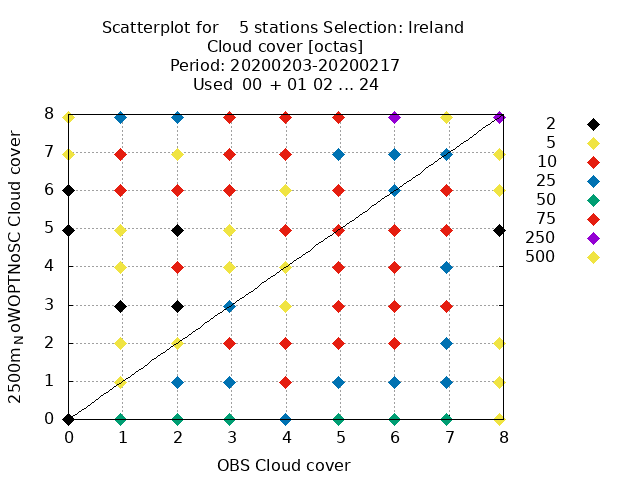 Scatterplot for 5 stations Selection: Ireland
Cloud cover [octas]
Period: 20200203-20200217
Used 00 + 01 02 ... 24
2500m_NoWOPTNoSC Cloud cover
8
7
6
5
4
3
2
1
0
0 1 2 3 4 5 6 7 8
OBS Cloud cover
2
5
10
25
50
75
250
500